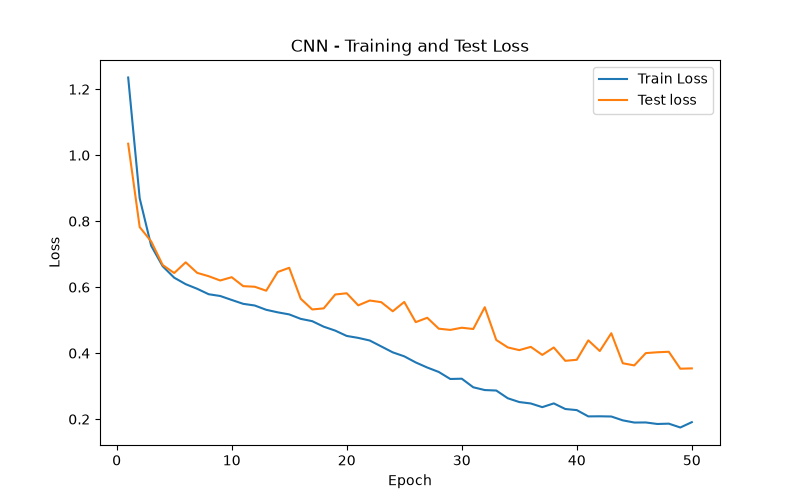 CNN - Training and Test Loss
Train Loss
Test loss
Loss
1.2
1.0
0.8
0.6
0.4
0.2
0 10 20 30 40 50
Epoch